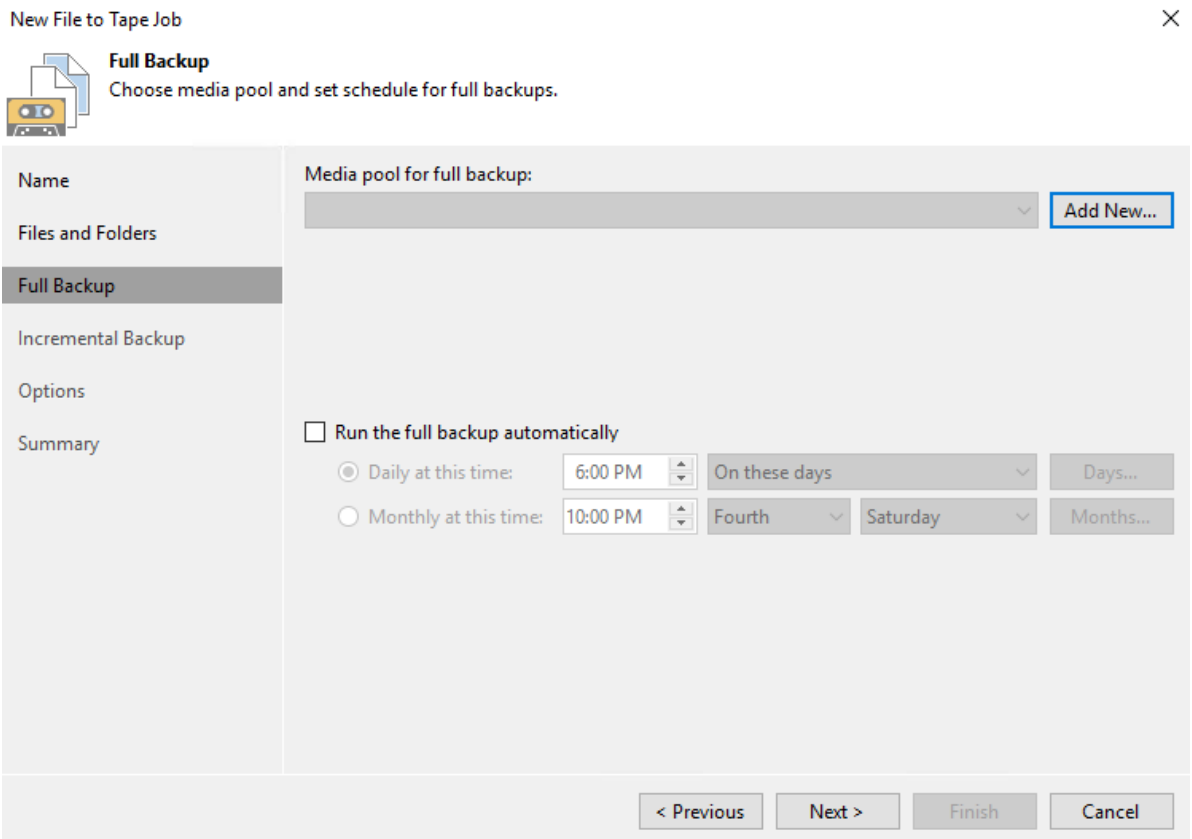 New File to Tape Job
Full Backup
Choose media pool and set schedule for full backups.
Name
Files and Folders
Full Backup
Incremental Backup
Options
Summary
Media pool for full backup:
Add New...
Run the full backup automatically
Daily at this time: 6:00 PM On these days Days...
Monthly at this time: 10:00 PM Fourth Saturday Months...
< Previous Next > Finish Cancel